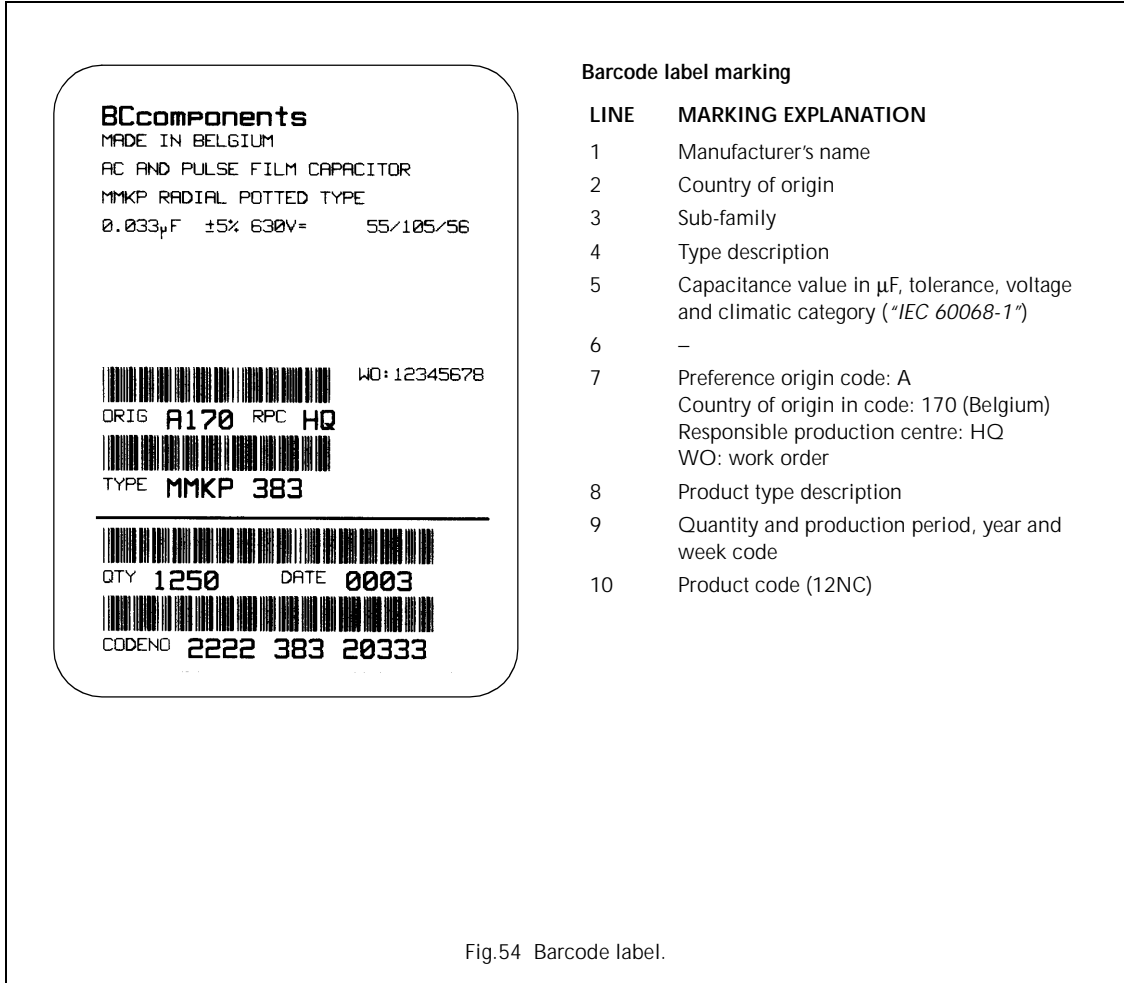 BCcomponents
MADE IN BELGIUM
AC AND PULSE FILM CAPACITOR
MMKP RADIAL POTTED TYPE
0.033µF ±5% 630V= 55/105/56
WO:12345678
ORIG A170 RPC HQ
TYPE MMKP 383
QTY 1250 DATE 0003
CODENO 2222 383 20333
Barcode label marking
LINE MARKING EXPLANATION
1 Manufacturer's name
2 Country of origin
3 Sub-family
4 Type description
5 Capacitance value in µF, tolerance, voltage
and climatic category (“IEC 60068-1”)
6 –
7 Preference origin code: A
Country of origin in code: 170 (Belgium)
Responsible production centre: HQ
WO: work order
8 Product type description
9 Quantity and production period, year and
week code
10 Product code (12NC)
Fig.54 Barcode label.